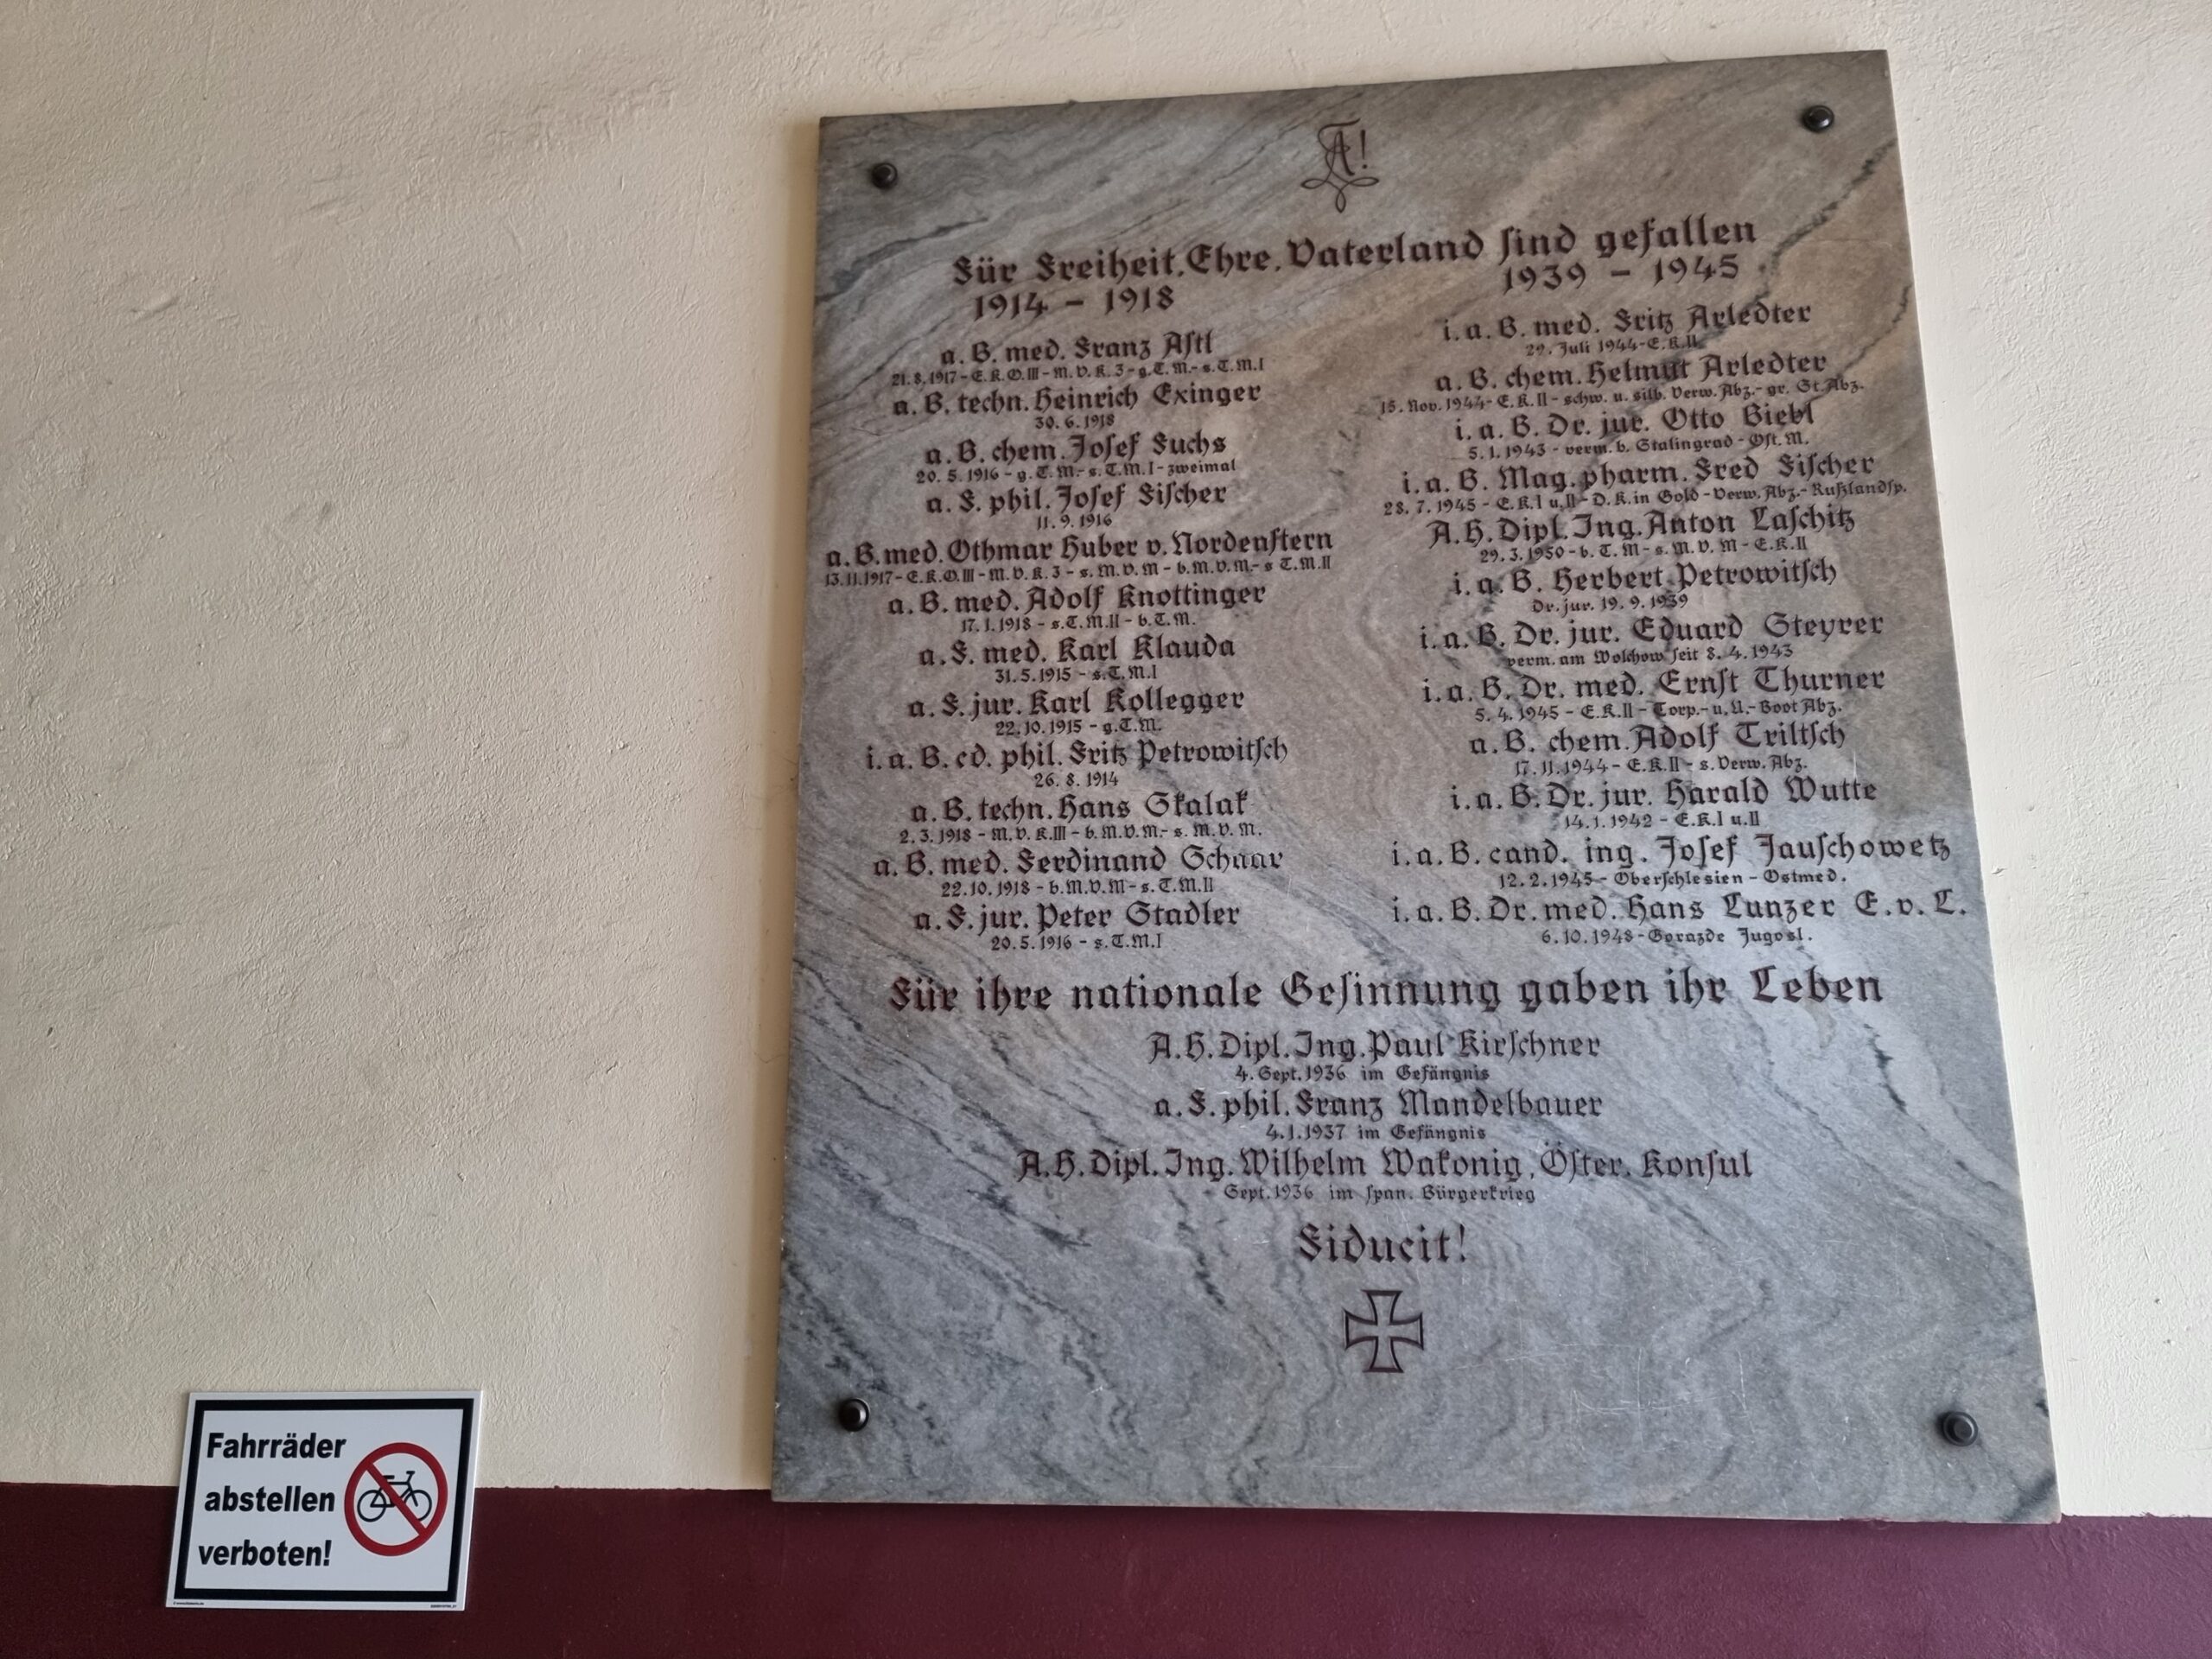 A!
Für Freiheit, Ehre, Vaterland sind gefallen
1914 – 1918
a. B. med. Franz Astl
21.8.1917 - E.K.O.III - M.V.K.3 - g.T.M. - s.T.M.I
a. B. techn. Heinrich Exinger
30.6.1918
a. B. chem. Josef Fuchs
20.5.1916 - g.T.M. - s.T.M.I - zweimal
a. F. phil. Josef Fischer
11.9.1916
a. B. med. Othmar Huber v. Nordenstern
13.11.1917 - E.K.O.III - M.V.K.3 - s.M.V.M - b.M.V.M. - s T.M.II
a. B. med. Adolf Knottinger
17.1.1918 - s.T.M.II - b.T.M.
a. F. med. Karl Klauda
31.5.1915 - s.T.M.I
a. F. jur. Karl Kollegger
22.10.1915 - g.T.M.
i. a. B. cd. phil. Fritz Petrowitsch
26.8.1914
a. B. techn. Hans Skalak
2.3.1918 - M.V.K.III - b.M.V.M. - s.M.V.M.
a. B. med. Ferdinand Schaar
22.10.1918 - b.M.V.M - s.T.M.II
a. F. jur. Peter Stadler
20.5.1916 - s.T.M.I
1939 – 1945
i. a. B. med. Fritz Arledter
29. Juli 1944 - E.K.II
a. B. chem. Helmut Arledter
15. Nov. 1944 - E.K.II - schw. u. silb. Verw. Abz. - gr. St. Abz.
i. a. B. Dr. jur. Otto Biebl
5.1.1943 - verm. b. Stalingrad - Ost. M.
i. a. B. Mag. pharm. Fred Fischer
28.7.1945 - E.K.I u. II - D.K. in Gold - Verw. Abz. - Rußlandsp.
A. H. Dipl. Ing. Anton Laschitz
29.3.1950 - b.T.M - s.M.V.M - E.K.II
i. a. B. Herbert Petrowitsch
Dr. jur. 19.9.1939
i. a. B. Dr. jur. Eduard Steyrer
verm. am Wolchow seit 8.4.1943
i. a. B. Dr. med. Ernst Thurner
5.4.1945 - E.K.II - Torp.- u. U.-Boot Abz.
a. B. chem. Adolf Triltsch
17.11.1944 - E.K.II - s. Verw. Abz.
i. a. B. Dr. jur. Harald Wutte
14.1.1942 - E.K.I u. II
i. a. B. cand. ing. Josef Jauschowetz
12.2.1945 - Oberschlesien - Ostmed.
i. a. B. Dr. med. Hans Lunzer E. v. L.
6.10.1948 - Gorazde Jugosl.
Für ihre nationale Gesinnung gaben ihr Leben
A. H. Dipl. Ing. Paul Kirschner
4. Sept. 1936 im Gefängnis
a. F. phil. Franz Mandelbauer
4.1.1937 im Gefängnis
A. H. Dipl. Ing. Wilhelm Wakonig, Öster. Konsul
Sept. 1936 im span. Bürgerkrieg
Fiducit!
Fahrräder
abstellen
verboten!